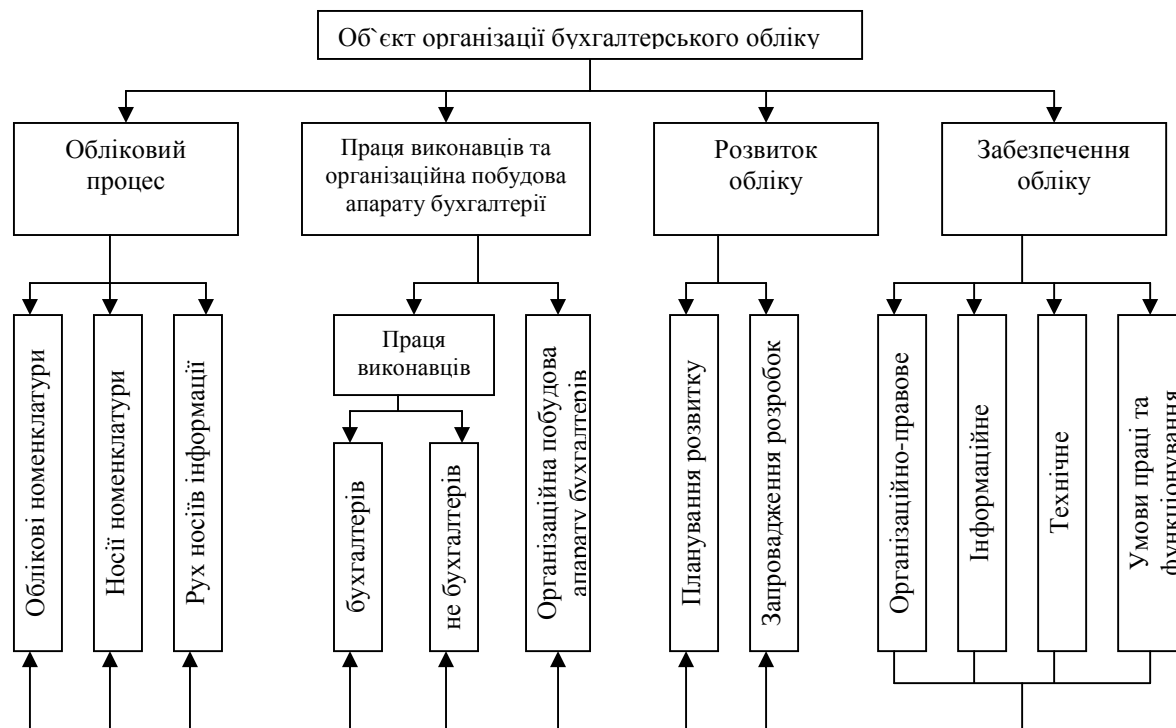 Об`єкт організації бухгалтерського обліку
Обліковий
процес
Праця виконавців та
організаційна побудова
апарату бухгалтерії
Розвиток
обліку
Забезпечення
обліку
Облікові номенклатури
Носії номенклатури
Рух носіїв інформації
Праця
виконавців
бухгалтерів
не бухгалтерів
Організаційна побудова
апарату бухгалтерів
Планування розвитку
Запровадження розробок
Організаційно-правове
Інформаційне
Технічне
Умови праці та
функціонування